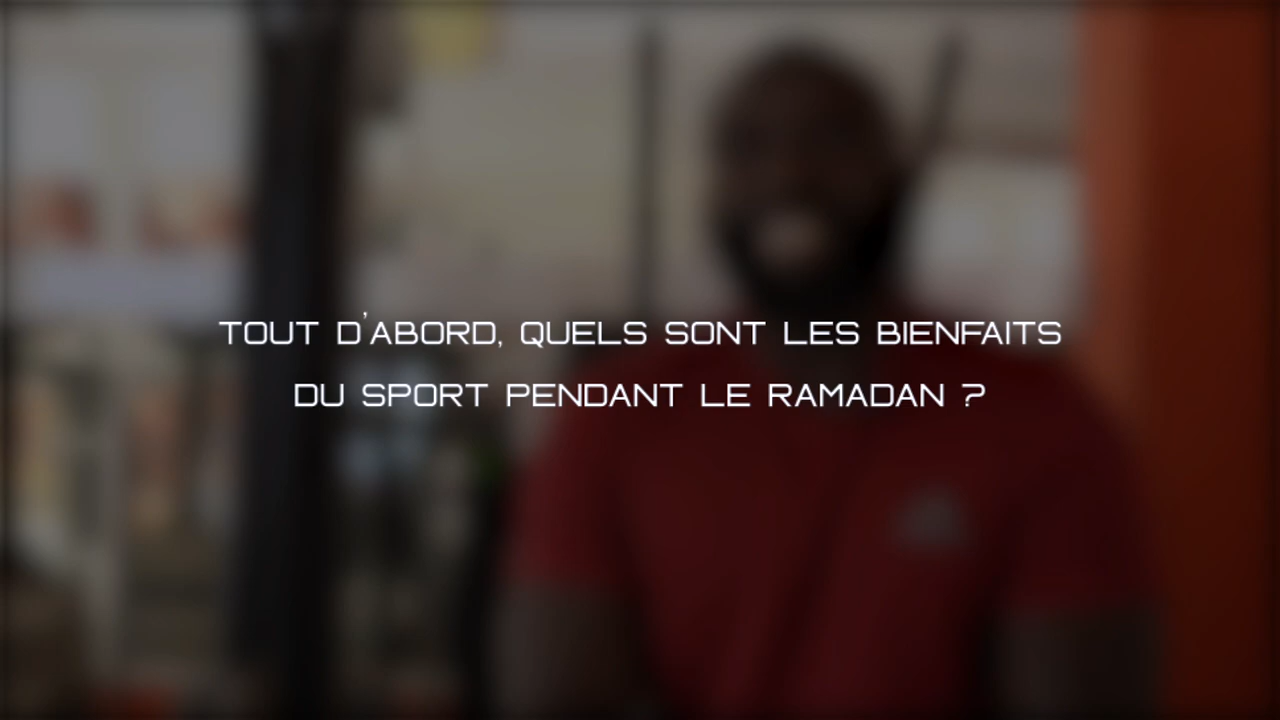 TOUT D'ABORD, QUELS SONT LES BIENFAITS
DU SPORT PENDANT LE RAMADAN ?